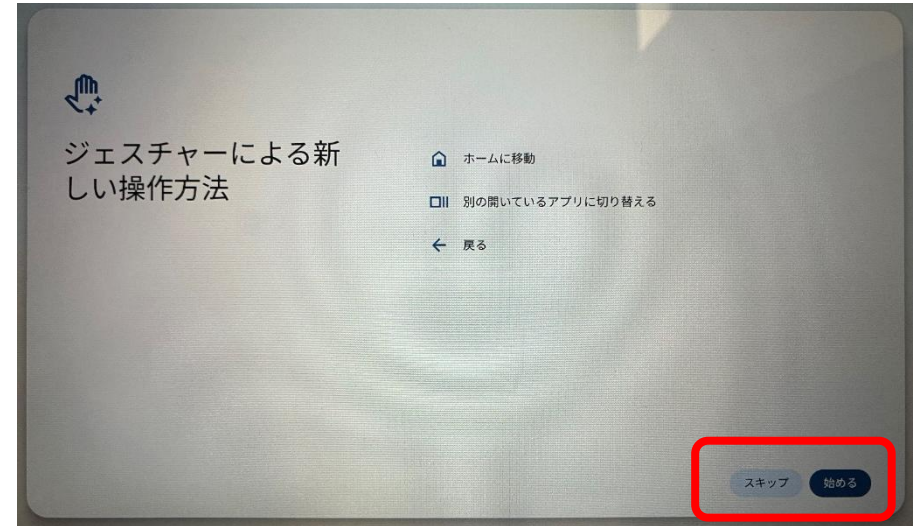 ジェスチャーによる新
しい操作方法
ホームに移動
別の開いているアプリに切り替える
戻る
スキップ
始める